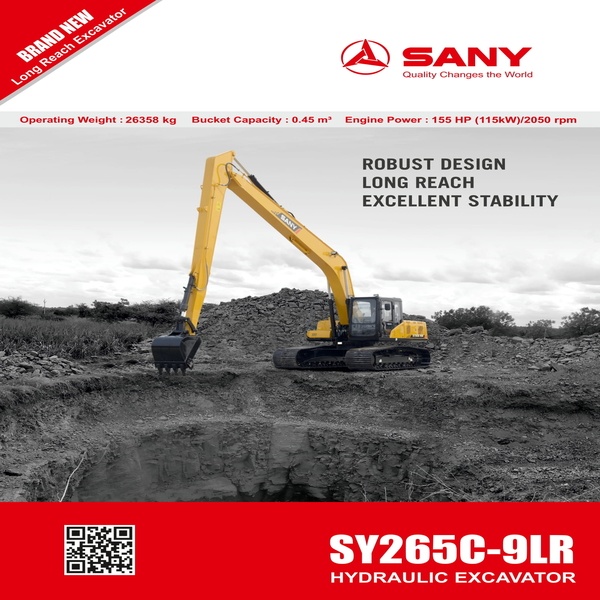 BRAND NEW
Long Reach Excavator
SANY
Quality Changes the World
Operating Weight : 26358 kg Bucket Capacity : 0.45 m³ Engine Power : 155 HP (115kW)/2050 rpm
ROBUST DESIGN
LONG REACH
EXCELLENT STABILITY
SANY
SY265C-9LR
HYDRAULIC EXCAVATOR